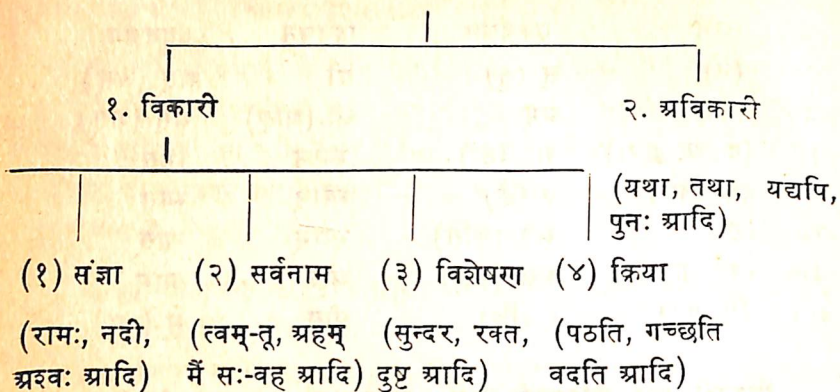 १. विकारी २. अविकारी
(यथा, तथा, यद्यपि,
पुनः आदि)
(१) संज्ञा (२) सर्वनाम (३) विशेषण (४) क्रिया
(रामः, नदी, (त्वम्-तू, अहम् (सुन्दर, रक्त, (पठति, गच्छति
अश्वः आदि) मैं सः-वह आदि) दुष्ट आदि) वदति आदि)